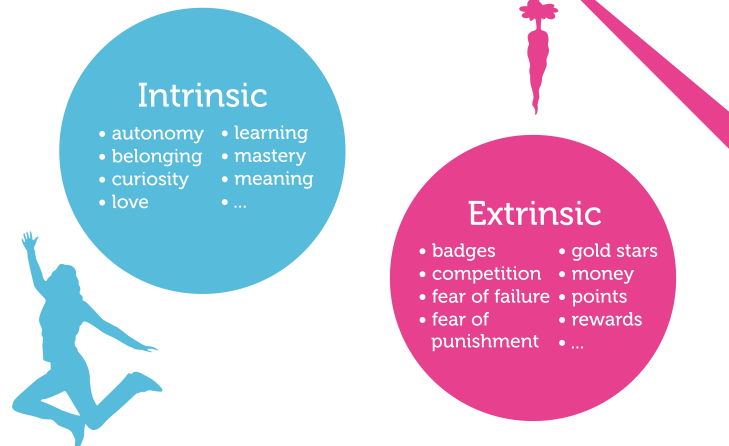 Intrinsic
• autonomy
• belonging
• curiosity
• love
• learning
• mastery
• meaning
• ...
Extrinsic
• badges
• competition
• fear of failure
• fear of
punishment
• gold stars
• money
• points
• rewards
• ...